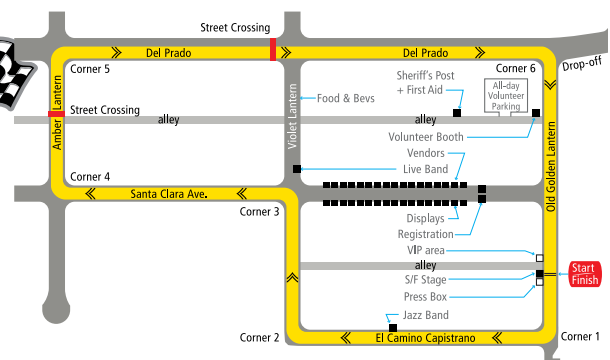 Street Crossing
Del Prado
Del Prado
Corner 5
Corner 6
Drop-off
Sheriff's Post
+ First Aid
All-day
Volunteer
Parking
Amber Lantern
Street Crossing
Violet Lantern
Food & Bevs
alley
alley
Volunteer Booth
Vendors
Live Band
Old Golden Lantern
Corner 4
Santa Clara Ave.
Corner 3
Displays
Registration
VIP area
alley
Start
Finish
S/F Stage
Press Box
Jazz Band
Corner 2
El Camino Capistrano
Corner 1